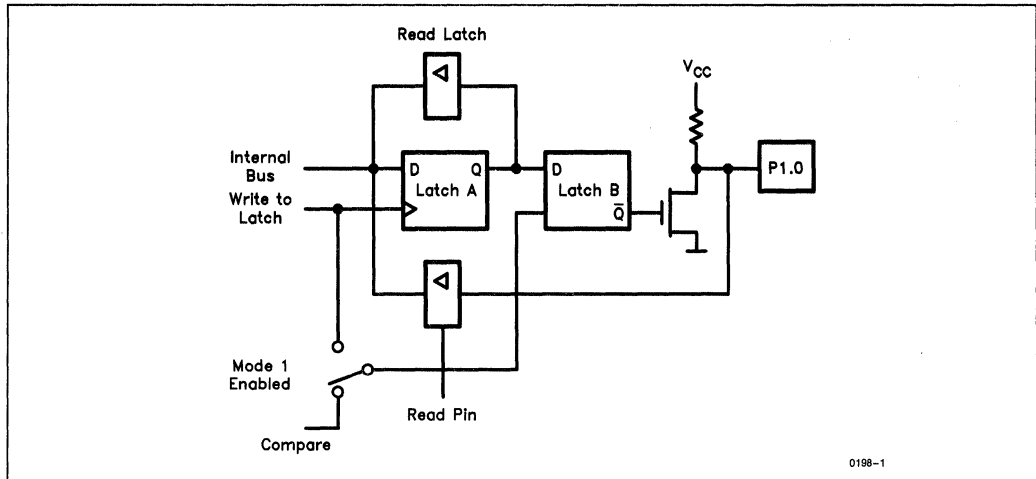 Read Latch
VCC
Internal
Bus
D
Q
Latch A
D
Latch B
Q̅
P1.0
Write to
Latch
Mode 1
Enabled
Read Pin
Compare
0198-1